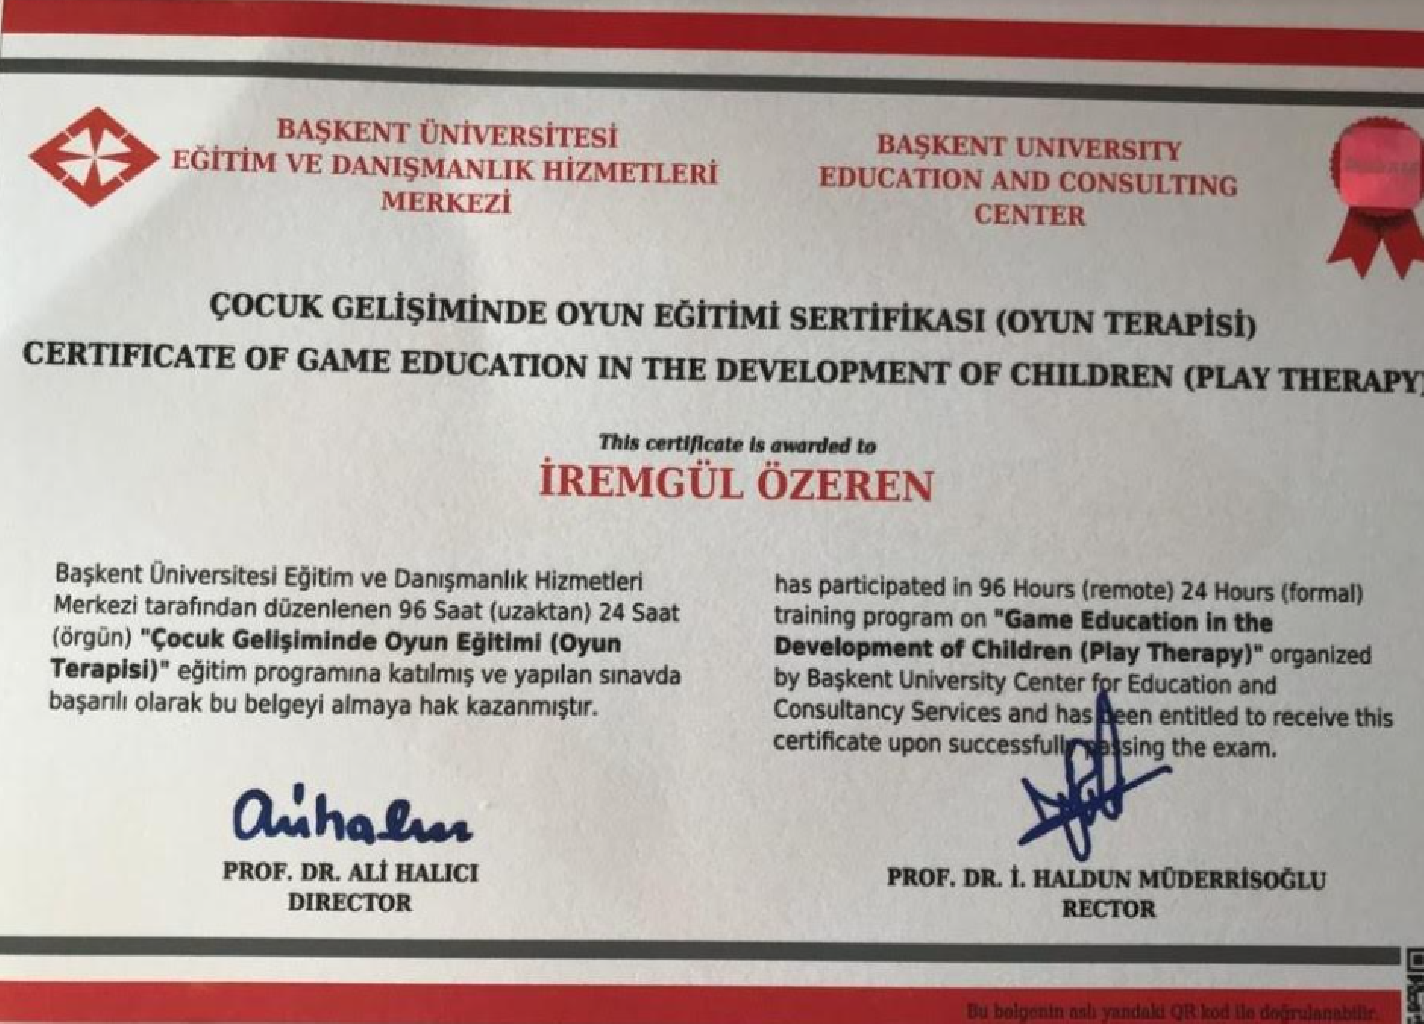 BAŞKENT ÜNİVERSİTESİ
EĞİTİM VE DANIŞMANLIK HİZMETLERİ
MERKEZİ
BAŞKENT UNIVERSITY
EDUCATION AND CONSULTING
CENTER
ÇOCUK GELİŞİMİNDE OYUN EĞİTİMİ SERTİFİKASI (OYUN TERAPİSİ)
CERTIFICATE OF GAME EDUCATION IN THE DEVELOPMENT OF CHILDREN (PLAY THERAPY)
This certificate is awarded to
İREMGÜL ÖZEREN
Başkent Üniversitesi Eğitim ve Danışmanlık Hizmetleri
Merkezi tarafından düzenlenen 96 Saat (uzaktan) 24 Saat
(örgün) "Çocuk Gelişiminde Oyun Eğitimi (Oyun
Terapisi)" eğitim programına katılmış ve yapılan sınavda
başarılı olarak bu belgeyi almaya hak kazanmıştır.
has participated in 96 Hours (remote) 24 Hours (formal)
training program on "Game Education in the
Development of Children (Play Therapy)" organized
by Başkent University Center for Education and
Consultancy Services and has been entitled to receive this
certificate upon successfully passing the exam.
PROF. DR. ALİ HALICI
DIRECTOR
PROF. DR. İ. HALDUN MÜDERRİSOĞLU
RECTOR
Bu belgenin aslı yandaki QR kod ile doğrulanabilir.